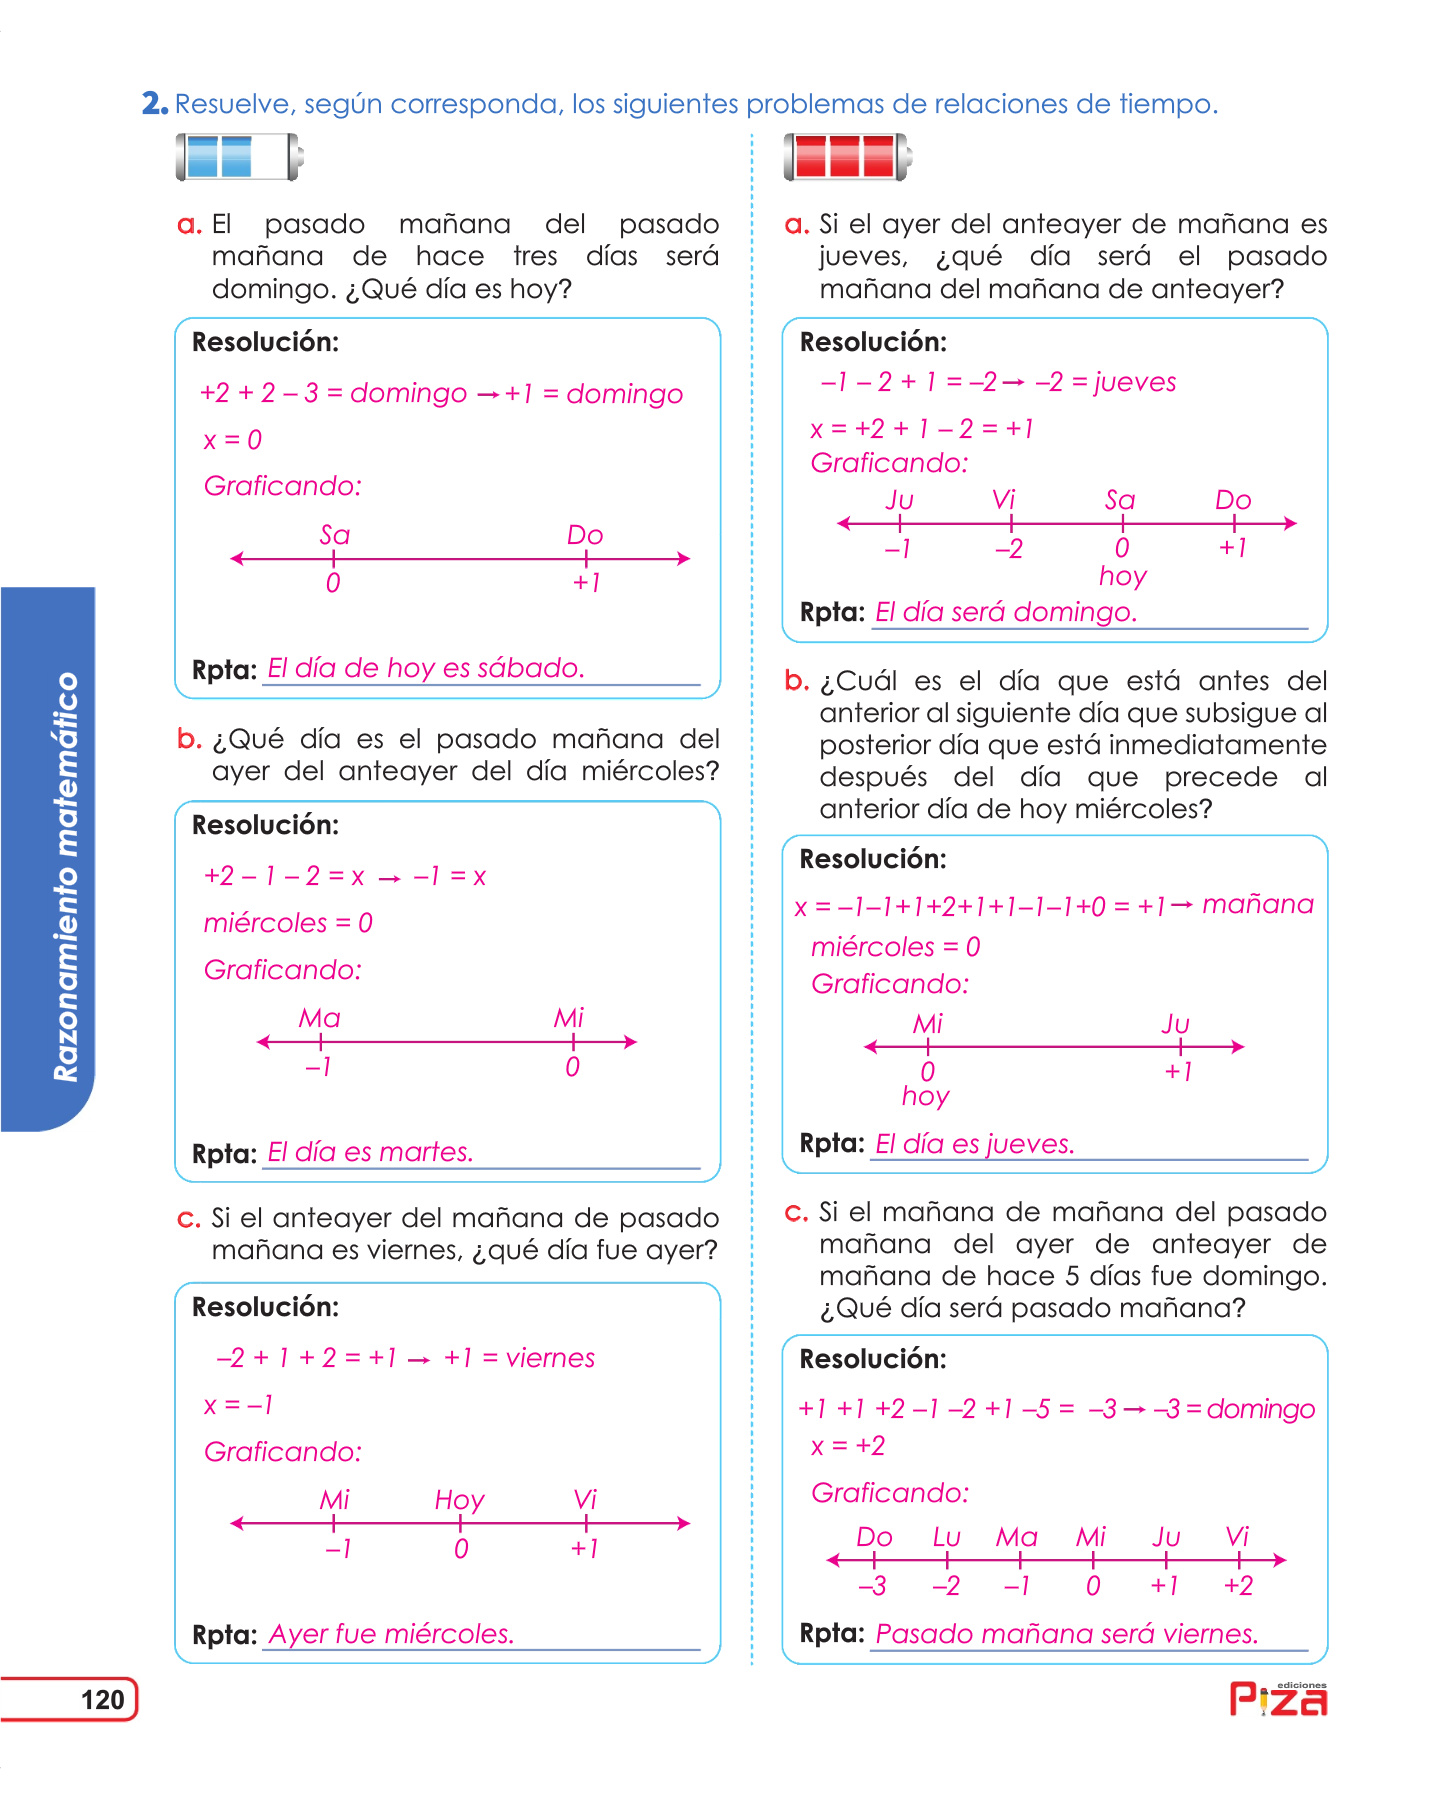 2. Resuelve, según corresponda, los siguientes problemas de relaciones de tiempo.
a. El pasado mañana del pasado
mañana de hace tres días será
domingo. ¿Qué día es hoy?
Resolución:
+2 + 2 – 3 = domingo → +1 = domingo
x = 0
Graficando:
Sa Do
0 +1
Rpta: El día de hoy es sábado.
b. ¿Qué día es el pasado mañana del
ayer del anteayer del día miércoles?
Resolución:
+2 – 1 – 2 = x → –1 = x
miércoles = 0
Graficando:
Ma Mi
–1 0
Rpta: El día es martes.
c. Si el anteayer del mañana de pasado
mañana es viernes, ¿qué día fue ayer?
Resolución:
–2 + 1 + 2 = +1 → +1 = viernes
x = –1
Graficando:
Mi Hoy Vi
–1 0 +1
Rpta: Ayer fue miércoles.
a. Si el ayer del anteayer de mañana es
jueves, ¿qué día será el pasado
mañana del mañana de anteayer?
Resolución:
–1 – 2 + 1 = –2 → –2 = jueves
x = +2 + 1 – 2 = +1
Graficando:
Ju Vi Sa Do
–1 –2 0 +1
hoy
Rpta: El día será domingo.
b. ¿Cuál es el día que está antes del
anterior al siguiente día que subsigue al
posterior día que está inmediatamente
después del día que precede al
anterior día de hoy miércoles?
Resolución:
x = –1–1+1+2+1+1–1–1+0 = +1 → mañana
miércoles = 0
Graficando:
Mi Ju
0 +1
hoy
Rpta: El día es jueves.
c. Si el mañana de mañana del pasado
mañana del ayer de anteayer de
mañana de hace 5 días fue domingo.
¿Qué día será pasado mañana?
Resolución:
+1 +1 +2 –1 –2 +1 –5 = –3 → –3 = domingo
x = +2
Graficando:
Do Lu Ma Mi Ju Vi
–3 –2 –1 0 +1 +2
Rpta: Pasado mañana será viernes.
Razonamiento matemático
120
ediciones
Piza